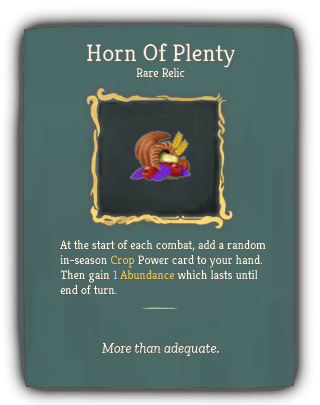 Horn Of Plenty
Rare Relic
At the start of each combat, add a random
in-season Crop Power card to your hand.
Then gain 1 Abundance which lasts until
end of turn.
More than adequate.